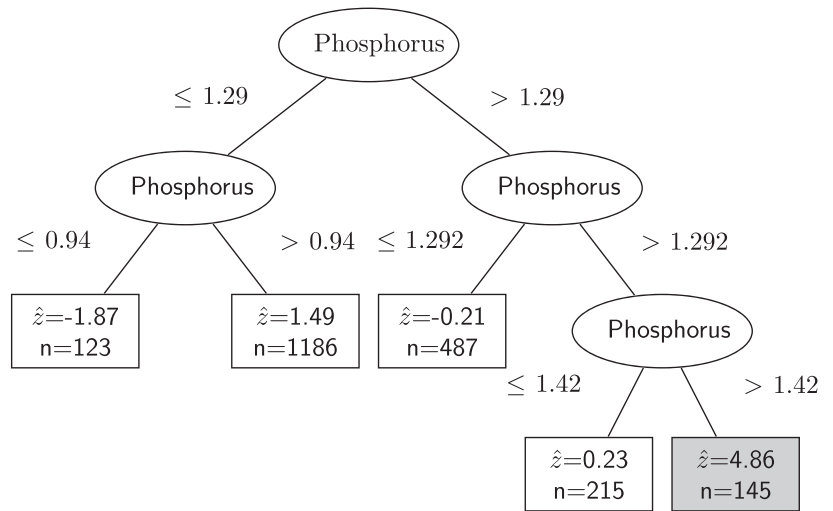 Phosphorus
≤ 1.29
> 1.29
Phosphorus
Phosphorus
≤ 0.94
> 0.94
≤ 1.292
> 1.292
ẑ=-1.87
n=123
ẑ=1.49
n=1186
ẑ=-0.21
n=487
Phosphorus
≤ 1.42
> 1.42
ẑ=0.23
n=215
ẑ=4.86
n=145